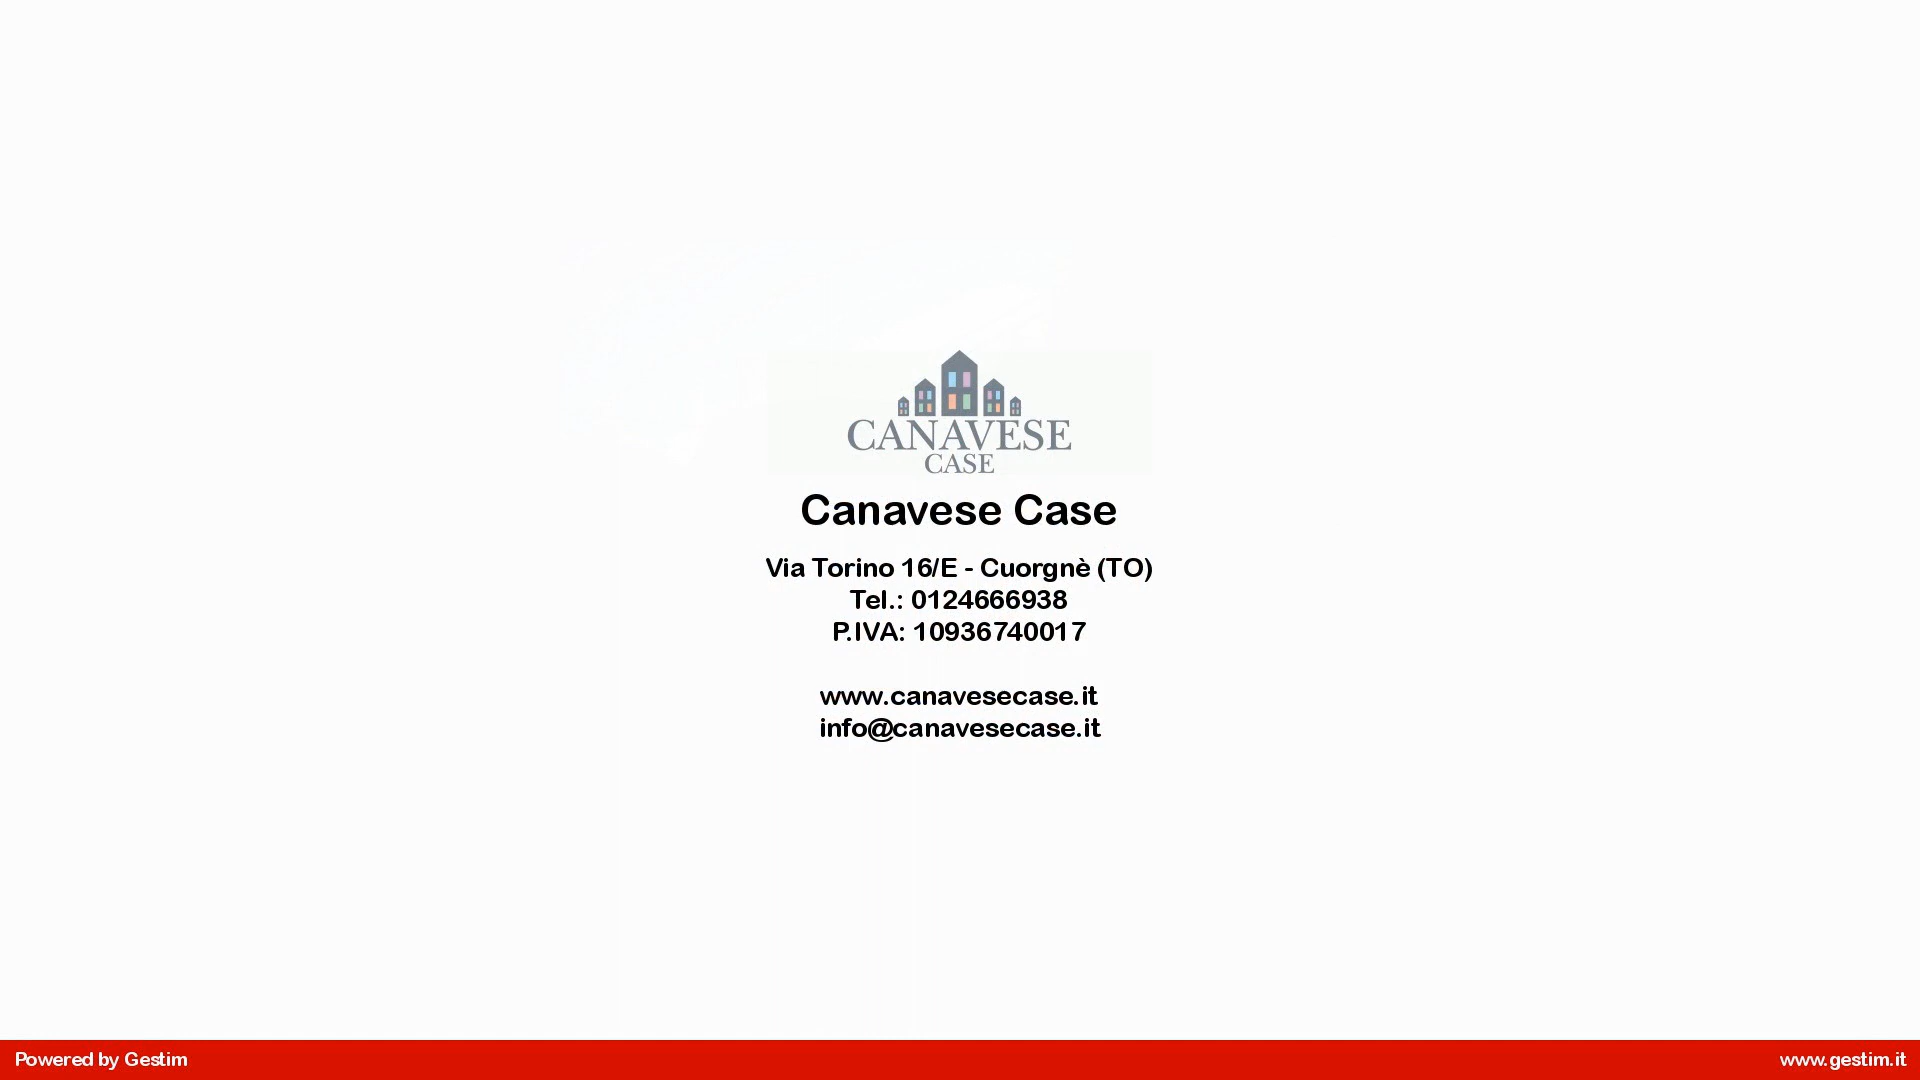 CANAVESE
CASE
Canavese Case
Via Torino 16/E - Cuorgnè (TO)
Tel.: 0124666938
P.IVA: 10936740017
www.canavesecase.it
info@canavesecase.it
Powered by Gestim
www.gestim.it